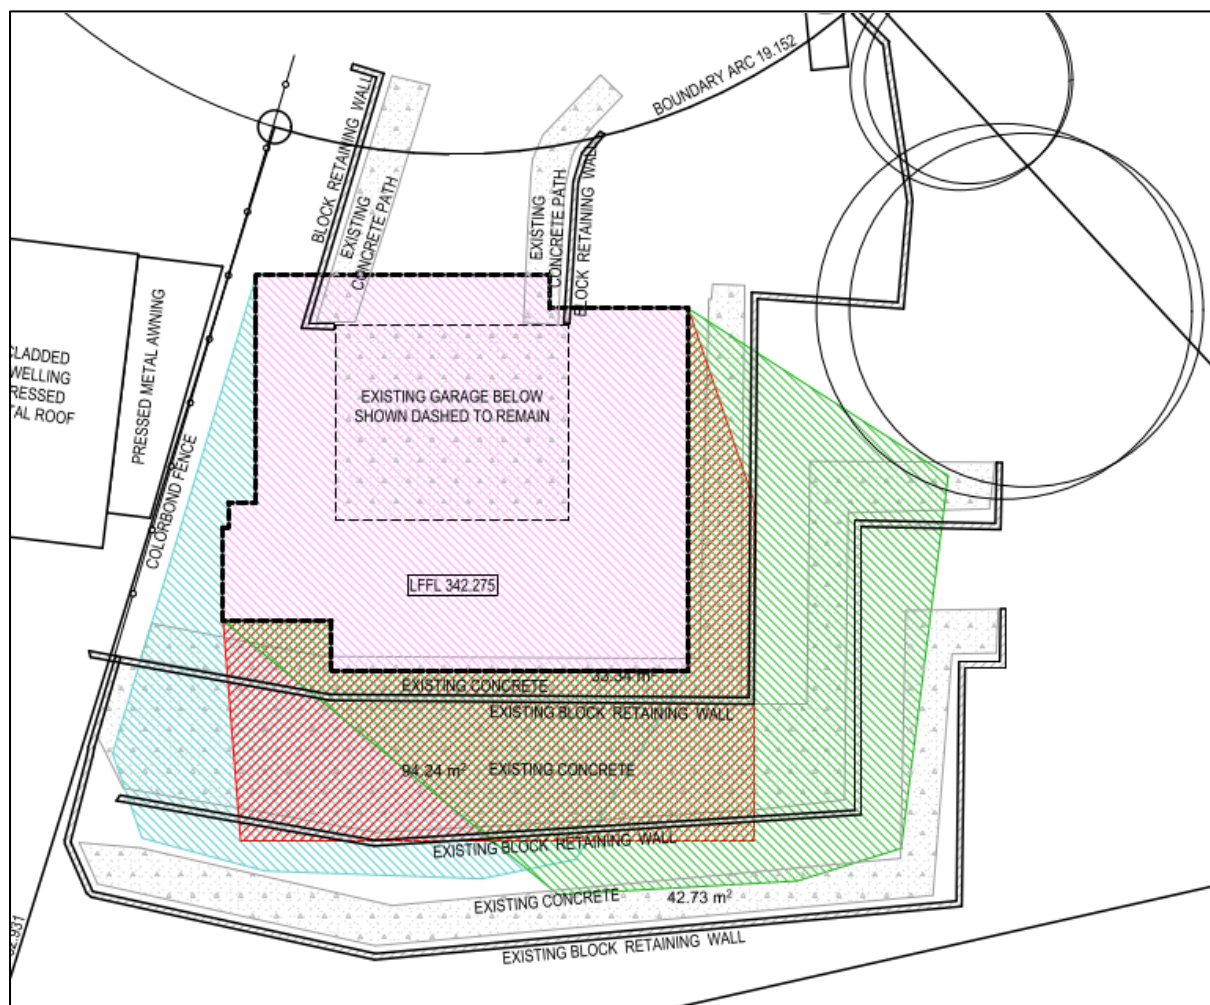 BOUNDARY ARC 19.152
BLOCK RETAINING WALL
EXISTING
CONCRETE PATH
EXISTING
CONCRETE PATH
BLOCK RETAINING WALL
CLADDED
WELLING
RESSED
TAL ROOF
PRESSED METAL AWNING
COLORBOND FENCE
EXISTING GARAGE BELOW
SHOWN DASHED TO REMAIN
LFFL 342.275
33.34 m²
EXISTING CONCRETE
EXISTING BLOCK RETAINING WALL
94.24 m² EXISTING CONCRETE
EXISTING BLOCK RETAINING WALL
EXISTING CONCRETE 42.73 m²
EXISTING BLOCK RETAINING WALL
2.931